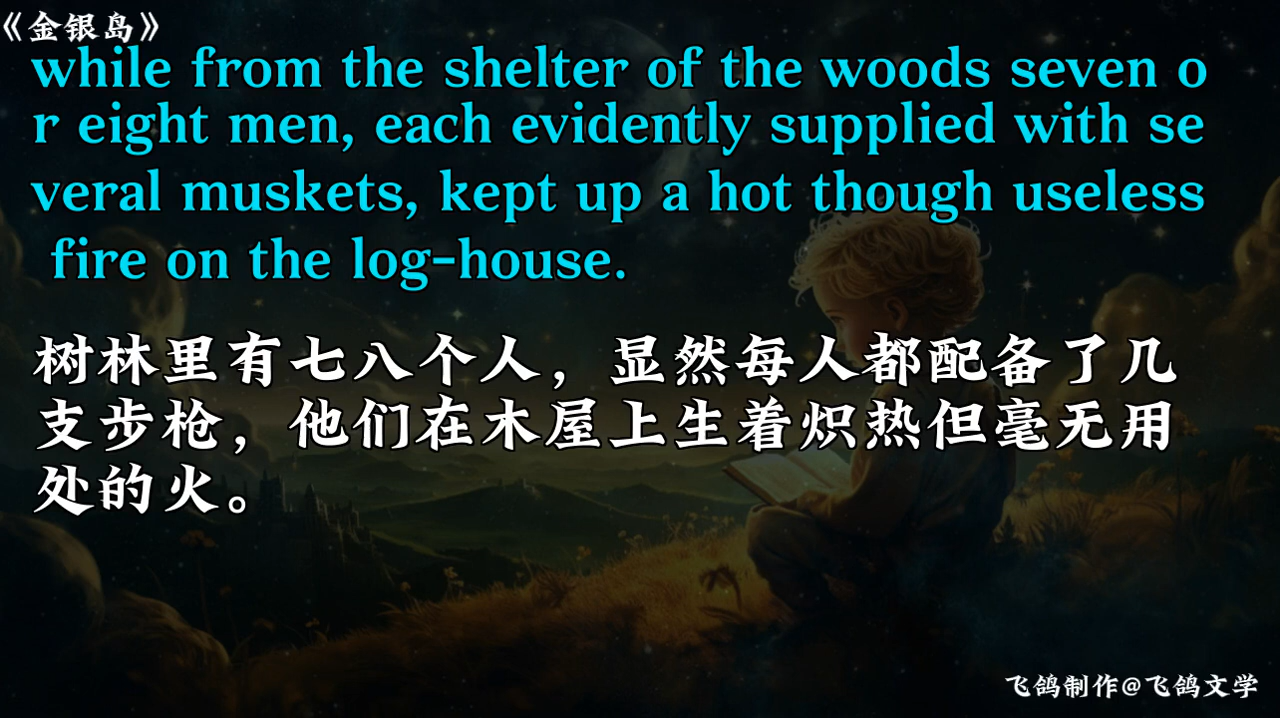 《金银岛》
while from the shelter of the woods seven o
r eight men, each evidently supplied with se
veral muskets, kept up a hot though useless
fire on the log-house.
树林里有七八个人，显然每人都配备了几
支步枪，他们在木屋上生着炽热但毫无用
处的火。
飞鸽制作@飞鸽文学